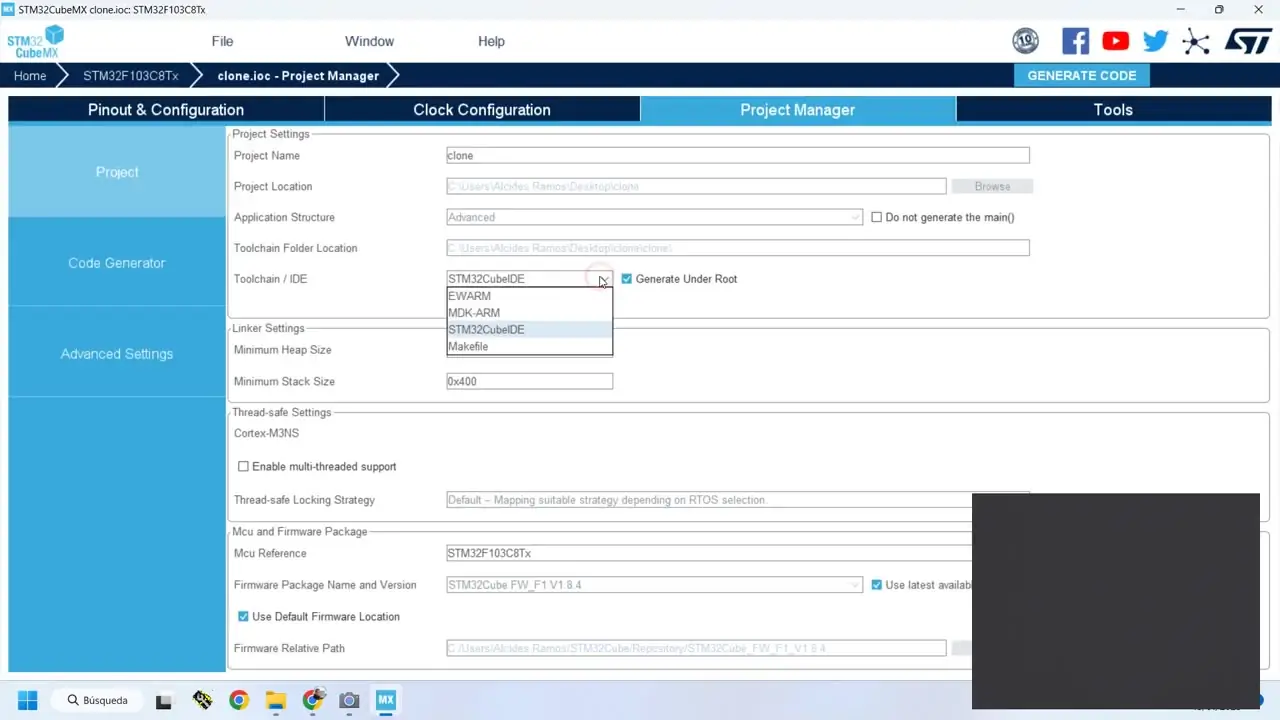 STM32CubeMX clone.ioc: STM32F103C8Tx
STM32
CubeMX
File
Window
Help
10
Home
STM32F103C8Tx
clone.ioc - Project Manager
GENERATE CODE
Pinout & Configuration
Clock Configuration
Project Manager
Tools
Project
Code Generator
Advanced Settings
Project Settings
Project Name
clone
Project Location
C:\Users\Alcides Ramos\Desktop\clone
Browse
Application Structure
Advanced
Do not generate the main()
Toolchain Folder Location
C:\Users\Alcides Ramos\Desktop\clone\clone\
Toolchain / IDE
STM32CubeIDE
Generate Under Root
EWARM
MDK-ARM
STM32CubeIDE
Makefile
Linker Settings
Minimum Heap Size
Minimum Stack Size
0x400
Thread-safe Settings
Cortex-M3NS
Enable multi-threaded support
Thread-safe Locking Strategy
Default – Mapping suitable strategy depending on RTOS selection.
Mcu and Firmware Package
Mcu Reference
STM32F103C8Tx
Firmware Package Name and Version
STM32Cube FW_F1 V1.8.4
Use latest availab
Use Default Firmware Location
Firmware Relative Path
C:/Users/Alcides Ramos/STM32Cube/Repository/STM32Cube_FW_F1_V1.8.4
Búsqueda
MX